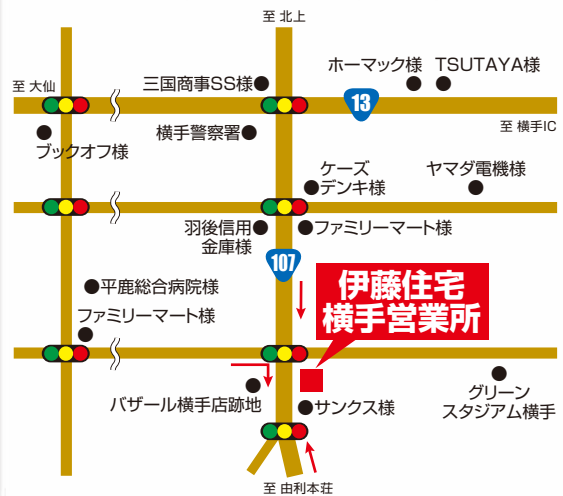 至 北上
至 大仙
三国商事SS様
ホーマック様
TSUTAYA様
13
至 横手IC
横手警察署
ブックオフ様
ケーズ
デンキ様
ヤマダ電機様
羽後信用
金庫様
ファミリーマート様
107
伊藤住宅
横手営業所
平鹿総合病院様
ファミリーマート様
バザール横手店跡地
サンクス様
グリーン
スタジアム横手
至 由利本荘